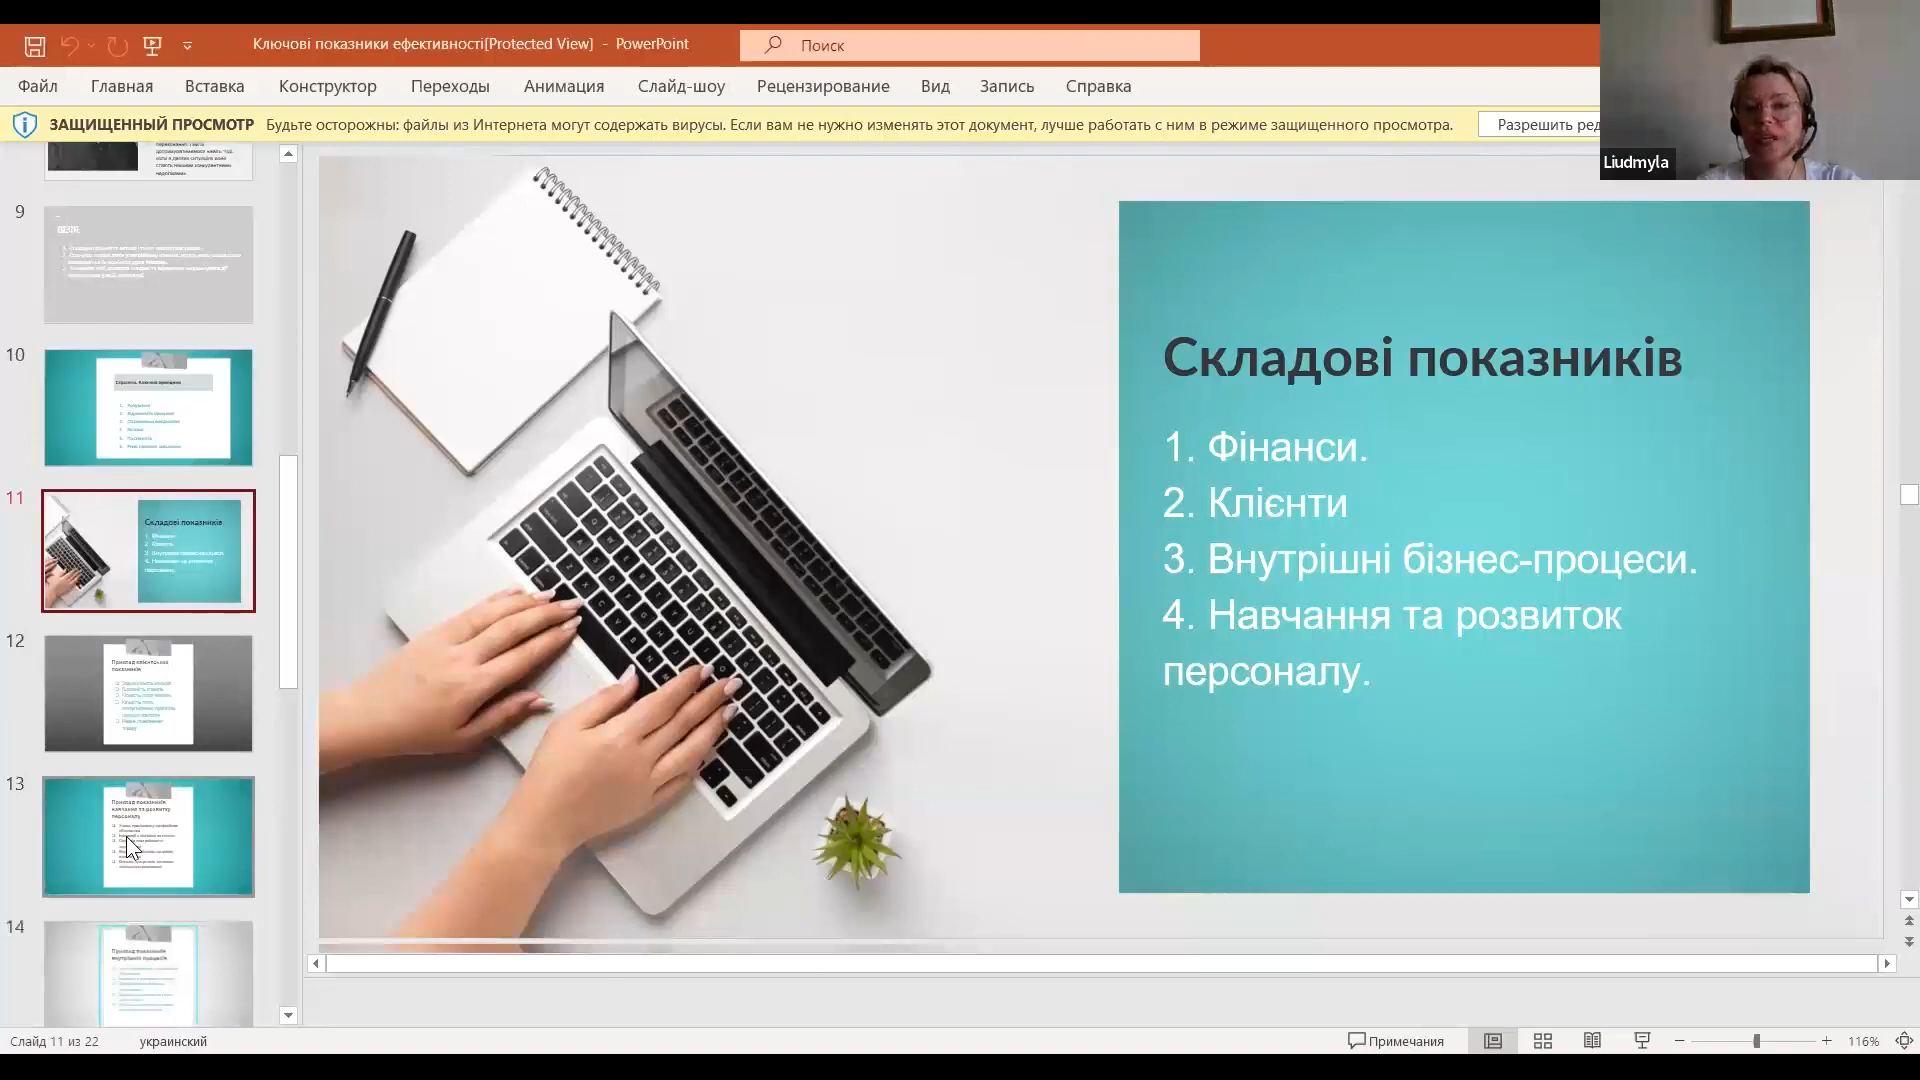 Ключові показники ефективності[Protected View] - PowerPoint
Поиск
Файл Главная Вставка Конструктор Переходы Анимация Слайд-шоу Рецензирование Вид Запись Справка
ЗАЩИЩЕННЫЙ ПРОСМОТР Будьте осторожны: файлы из Интернета могут содержать вирусы. Если вам не нужно изменять этот документ, лучше работать с ним в режиме защищенного просмотра.
Разрешить ред
Liudmyla
9
10
11
Складові показників
12
13
14
Складові показників
1. Фінанси.
2. Клієнти
3. Внутрішні бізнес-процеси.
4. Навчання та розвиток
персоналу.
Слайд 11 из 22 украинский
Примечания
116%